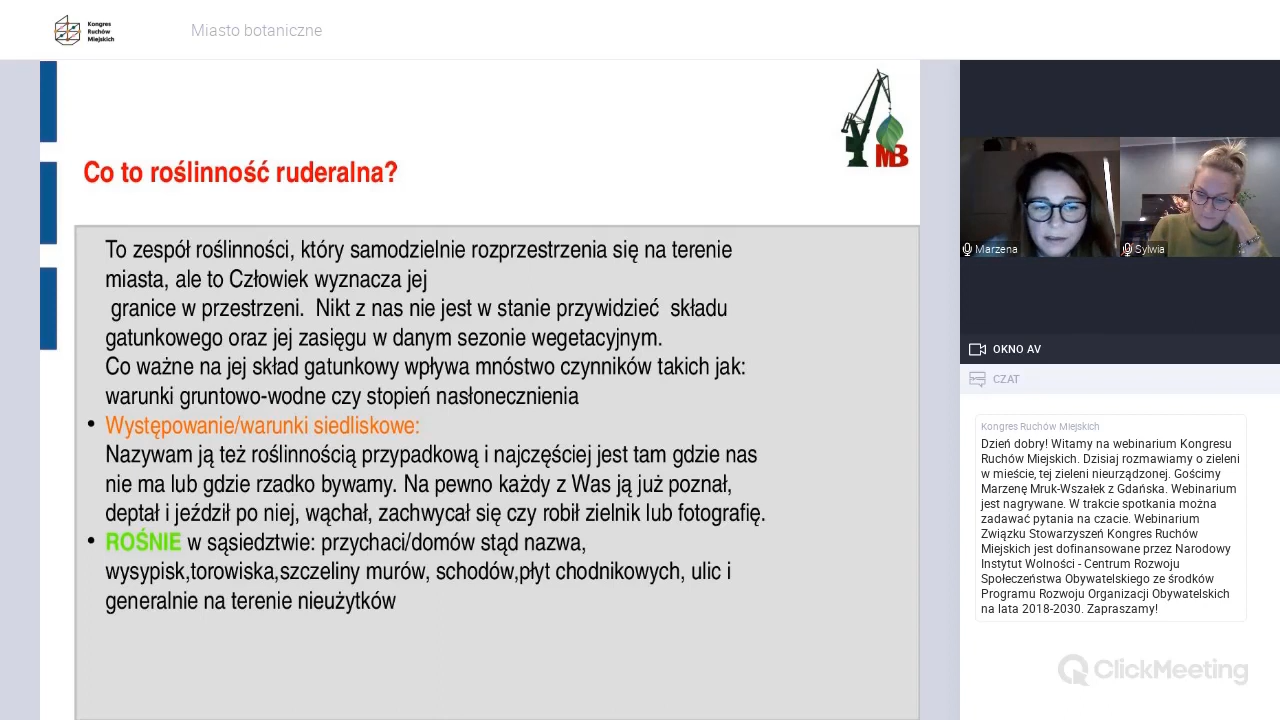 Kongres
Ruchów
Miejskich
Miasto botaniczne
MB
Co to roślinność ruderalna?
To zespół roślinności, który samodzielnie rozprzestrzenia się na terenie
miasta, ale to Człowiek wyznacza jej
granice w przestrzeni. Nikt z nas nie jest w stanie przywidzieć składu
gatunkowego oraz jej zasięgu w danym sezonie wegetacyjnym.
Co ważne na jej skład gatunkowy wpływa mnóstwo czynników takich jak:
warunki gruntowo-wodne czy stopień nasłonecznienia
• Występowanie/warunki siedliskowe:
Nazywam ją też roślinnością przypadkową i najczęściej jest tam gdzie nas
nie ma lub gdzie rzadko bywamy. Na pewno każdy z Was ją już poznał,
deptał i jeździł po niej, wąchał, zachwycał się czy robił zielnik lub fotografię.
• ROŚNIE w sąsiedztwie: przychaci/domów stąd nazwa,
wysypisk,torowiska,szczeliny murów, schodów,płyt chodnikowych, ulic i
generalnie na terenie nieużytków
Marzena
Sylwia
OKNO AV
CZAT
Kongres Ruchów Miejskich
Dzień dobry! Witamy na webinarium Kongresu
Ruchów Miejskich. Dzisiaj rozmawiamy o zieleni
w mieście, tej zieleni nieurządzonej. Gościmy
Marzenę Mruk-Wszałek z Gdańska. Webinarium
jest nagrywane. W trakcie spotkania można
zadawać pytania na czacie. Webinarium
Związku Stowarzyszeń Kongres Ruchów
Miejskich jest dofinansowane przez Narodowy
Instytut Wolności - Centrum Rozwoju
Społeczeństwa Obywatelskiego ze środków
Programu Rozwoju Organizacji Obywatelskich
na lata 2018-2030. Zapraszamy!
ClickMeeting